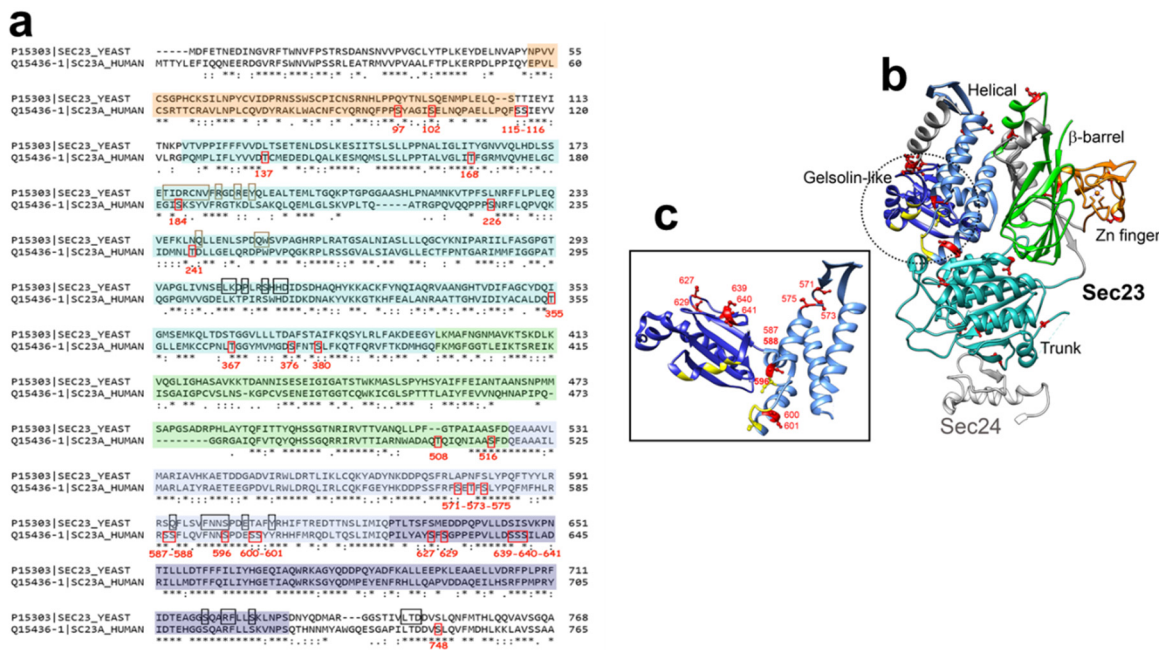 a
P15303|SEC23_YEAST -----MDFETNEDINGVRFTWNVFPSTRSDANSNVVPVGCLYTPLKEYDELNVAPYNPVV 55
Q15436-1|SC23A_HUMAN MTTYLEFIQQNEERDGVRFTWNVWPSSRLEATRMVVPVAALFTPLKERPDLPPIQYEPVL 60
P15303|SEC23_YEAST CSGPHCKSILNPYCVIDPRNSSWSCPICNSRNHLPPQYTNLSQENMPLELQ--STTIEYI 113
Q15436-1|SC23A_HUMAN CSRTTCRAVLNPLCQVDYRAKLWACNFCYQRNQFPPSYAGISELNQPAELLPQFSSIEYV 120
97 102 115-116
P15303|SEC23_YEAST TNKPVTVPPIFFFVVDLTSETENLDSLKESIITSLSLLPPNALIGLITYGNVVQLHDLSS 173
Q15436-1|SC23A_HUMAN VLRGPQMPLIFLYVVDTCMEDEDLQALKESMQMSLSLLPPTALVGLITFGRMVQVHELGC 180
137 168
P15303|SEC23_YEAST ETIDRCNVFRGDREYQLEALTEMLTGQKPTGPGGAASHLPNAMNKVTPFSLNRFFLPLEQ 233
Q15436-1|SC23A_HUMAN EGISKSYVFRGTKDLSAKQLQEMLGLSKVPLTQ-----ATRGPQVQQPPPSNRFLQPVQK 235
184 226
P15303|SEC23_YEAST VEFKLNQLLENLSPDQWSVPAGHRPLRATGSALNIASLLLQGCYKNIPARIILFASGPGT 293
Q15436-1|SC23A_HUMAN IDMNLTDLLGELQRDPWPVPQGKRPLRSSGVALSIAVGLLECTFPNTGARIMMFIGGPAT 295
241
P15303|SEC23_YEAST VAPGLIVNSELKDPLRSHHDIDSDHAQHYKKACKFYNQIAQRVAANGHTVDIFAGCYDQI 353
Q15436-1|SC23A_HUMAN QGPGMVVGDELKTPIRSWHDIDKDNAKYVKKGTKHFEALANRAATTGHVIDIYACALDQT 355
355
P15303|SEC23_YEAST GMSEMKQLTDSTGGVLLLTDAFSTAIFKQSYLRLFAKDEEGYLKMAFNGNMAVKTSKDLK 413
Q15436-1|SC23A_HUMAN GLLEMKCCPNLTGGYMVMGDSFNTSLFKQTFQRVFTKDMHGQFKMGFGGTLEIKTSREIK 415
367 376 380
P15303|SEC23_YEAST VQGLIGHASAVKKTDANNISESEIGIGATSTWKMASLSPYHSYAIFFEIANTAANSNPMM 473
Q15436-1|SC23A_HUMAN ISGAIGPCVSLNS-KGPCVSENEIGTGGTCQWKICGLSPTTTLAIYFEVVNQHNAPIPQ- 473
P15303|SEC23_YEAST SAPGSADRPHLAYTQFITTYQHSSGTNRIRVTTVANQLLPF--GTPAIAASFDQEAAAVL 531
Q15436-1|SC23A_HUMAN --------GGRGAIQFVTQYQHSSGQRRIRVTTIARNWADAQTQIQNIAASFDQEAAAIL 525
508 516
P15303|SEC23_YEAST MARIAVHKAETDDGADVIRWLDRTLIKLCQKYADYNKDDPQSFRLAPNFSLYPQFTYYLR 591
Q15436-1|SC23A_HUMAN MARLAIYRAETEEGPDVLRWLDRQLIRLCQKFGEYHKDDPSSFRFSETFSLYPQFMFHLR 585
571-573-575
P15303|SEC23_YEAST RSQFLSVFNNSPDETAFYRHIFTREDTTNSLIMIQPTLTSFSMEDDPQPVLLDSISVKPN 651
Q15436-1|SC23A_HUMAN RSSFLQVFNNSPDESSYYRHHFMRQDLTQSLIMIQPILYAYSFSGPPEPVLLDSSSILAD 645
587-588 596 600-601 627 629 639-640-641
P15303|SEC23_YEAST TILLLDTFFFILIYHGEQIAQWRKAGYQDDPQYADFKALLEEPKLEAAELLVDRFPLPRF 711
Q15436-1|SC23A_HUMAN RILLMDTFFQILIYHGETIAQWRKSGYQDMPEYENFRHLLQAPVDDAQEILHSRFPMPRY 705
P15303|SEC23_YEAST IDTEAGGSQARFLLSKLNPSDNYQDMAR---GGSTIVLTDDVSLQNFMTHLQQVAVSGQA 768
Q15436-1|SC23A_HUMAN IDTEHGGSQARFLLSKVNPSQTHNNMYAWGQESGAPILTDDVSLQVFMDHLKKLAVSSAA 765
748
b
Helical
β-barrel
Gelsolin-like
Zn finger
Sec23
Trunk
Sec24
c
627
629
639
640
641
571
575
573
587
588
596
600
601